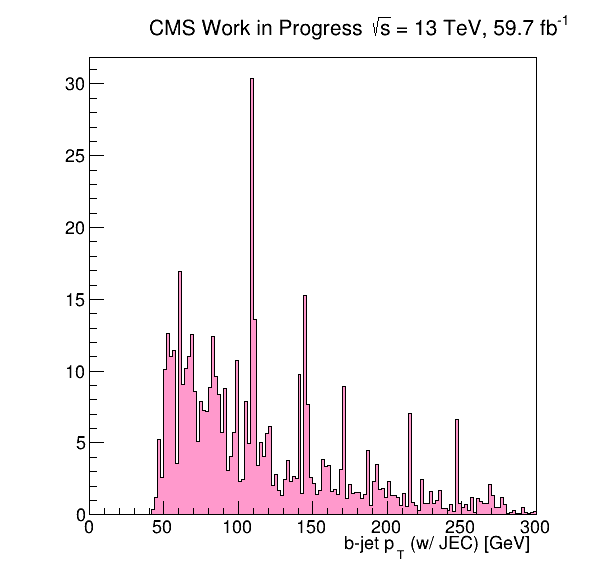 CMS Work in Progress √s = 13 TeV, 59.7 fb⁻¹
30
25
20
15
10
5
0
0 50 100 150 200 250 300
b-jet p_T (w/ JEC) [GeV]